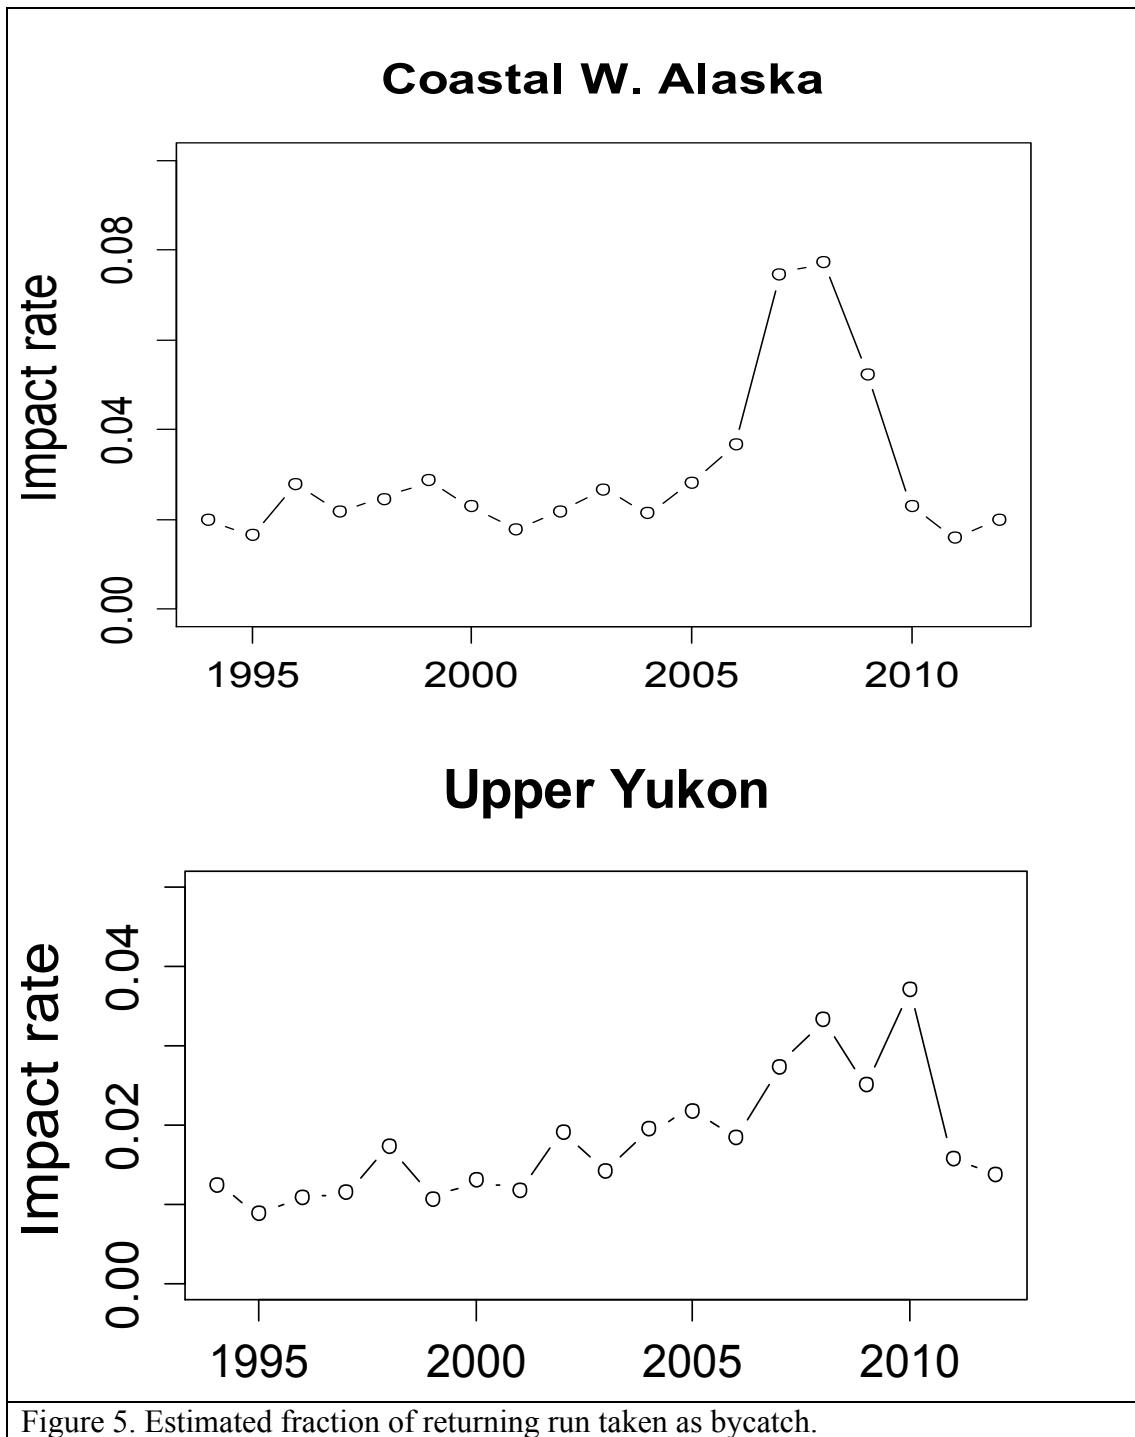 Coastal W. Alaska
Impact rate
0.08
0.04
0.00
1995 2000 2005 2010
Upper Yukon
Impact rate
0.04
0.02
0.00
1995 2000 2005 2010
Figure 5. Estimated fraction of returning run taken as bycatch.